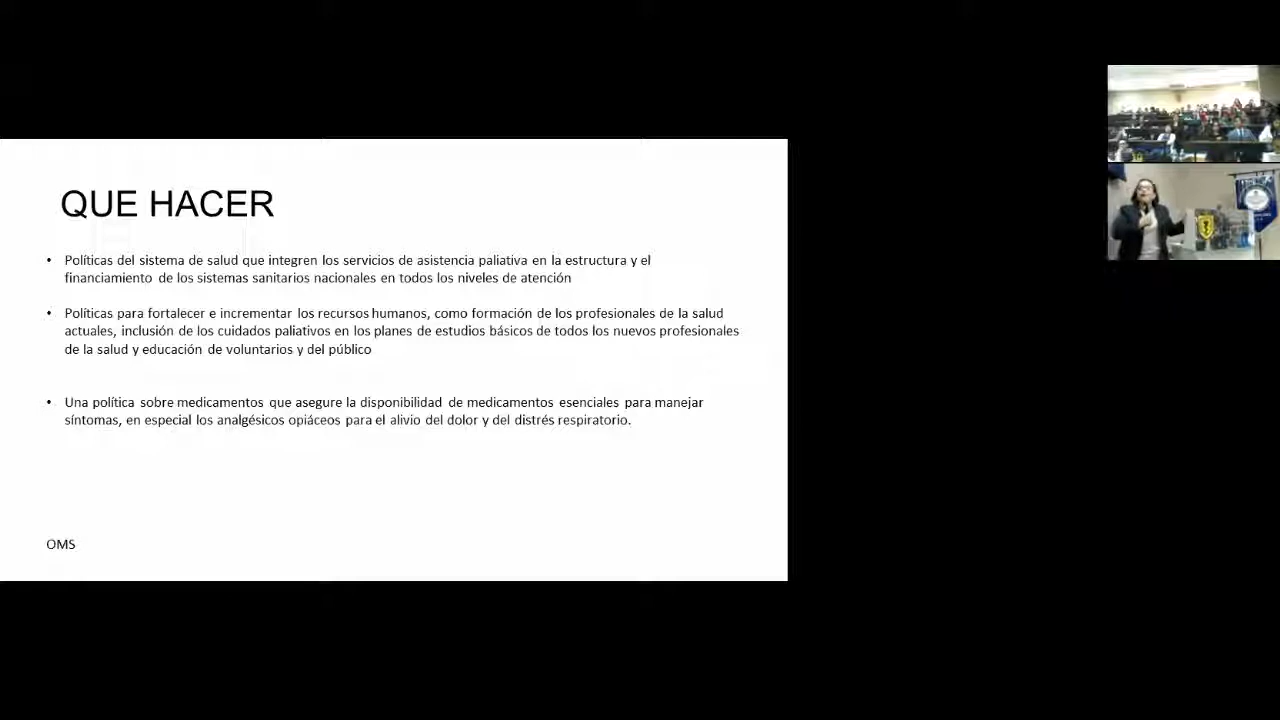 QUE HACER
• Políticas del sistema de salud que integren los servicios de asistencia paliativa en la estructura y el
financiamiento de los sistemas sanitarios nacionales en todos los niveles de atención
• Políticas para fortalecer e incrementar los recursos humanos, como formación de los profesionales de la salud
actuales, inclusión de los cuidados paliativos en los planes de estudios básicos de todos los nuevos profesionales
de la salud y educación de voluntarios y del público
• Una política sobre medicamentos que asegure la disponibilidad de medicamentos esenciales para manejar
síntomas, en especial los analgésicos opiáceos para el alivio del dolor y del distrés respiratorio.
OMS